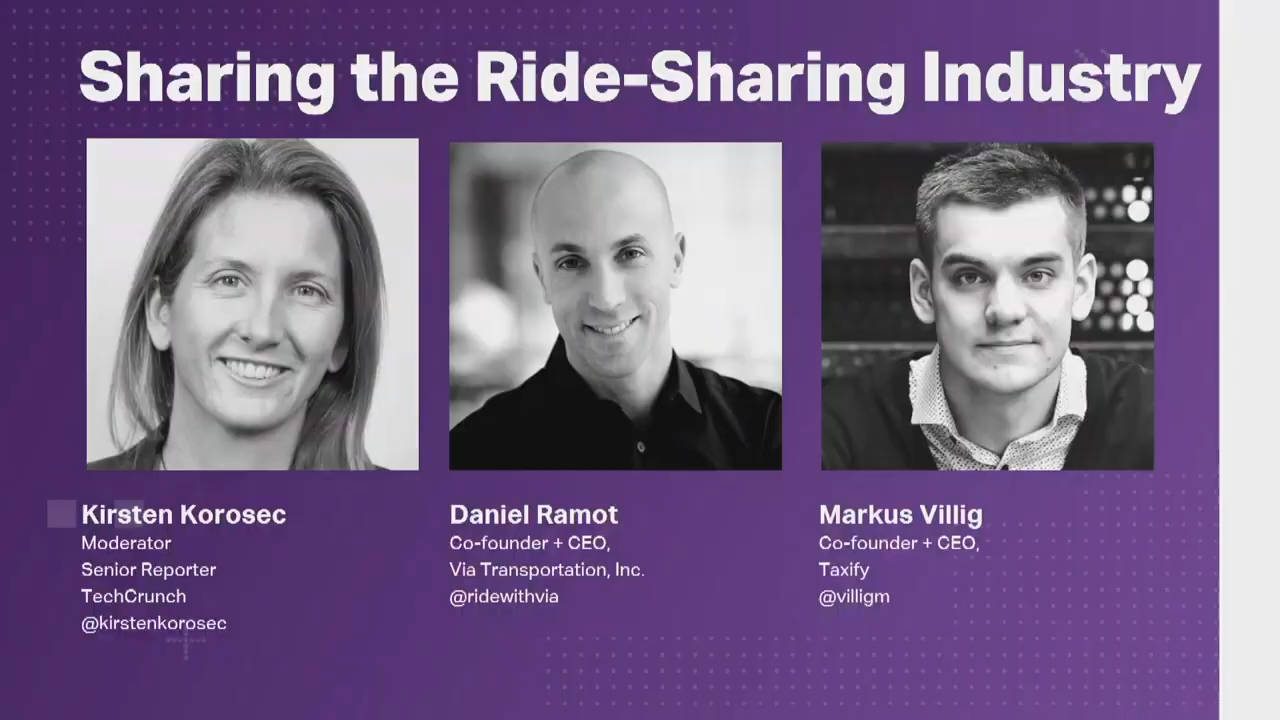 Sharing the Ride-Sharing Industry
Kirsten Korosec
Moderator
Senior Reporter
TechCrunch
@kirstenkorosec
Daniel Ramot
Co-founder + CEO,
Via Transportation, Inc.
@ridewithvia
Markus Villig
Co-founder + CEO,
Taxify
@villigm